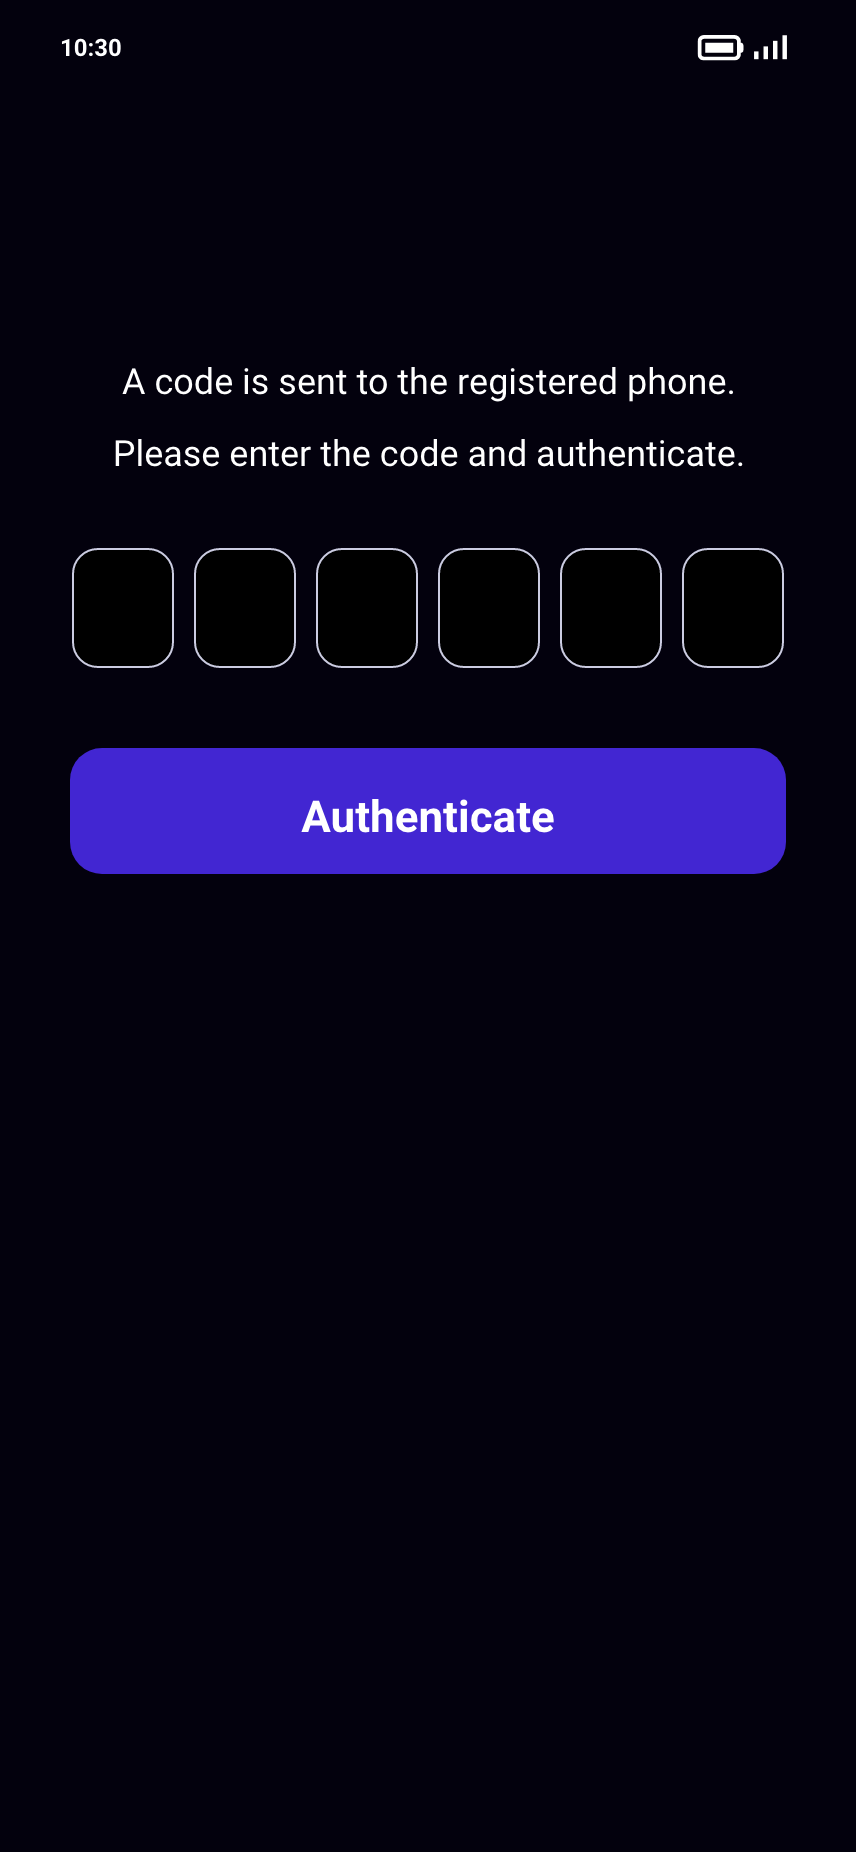 10:30
A code is sent to the registered phone.
Please enter the code and authenticate.
Authenticate